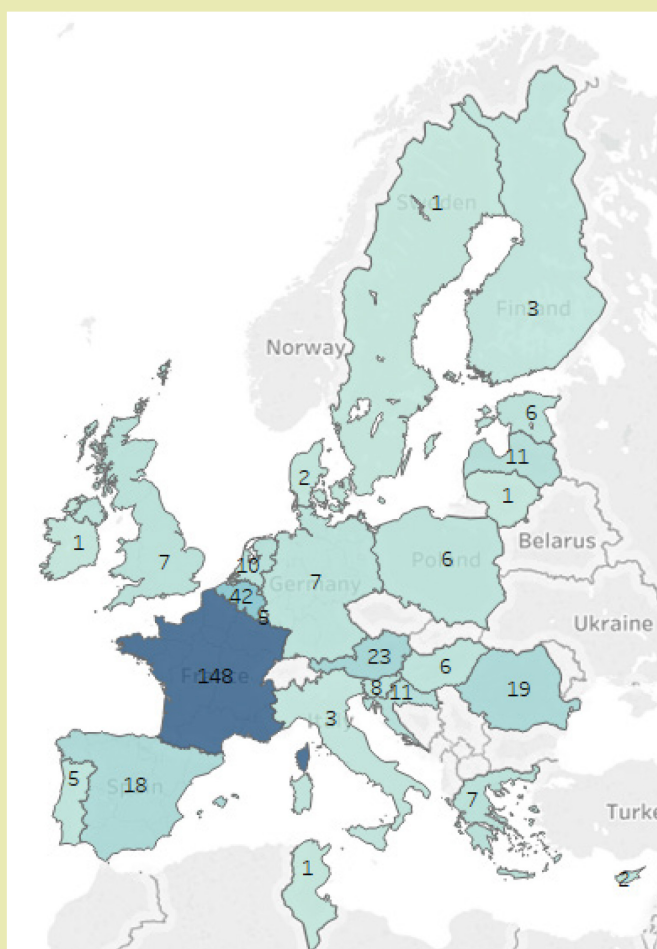 1
Sweden
3
Finland
Norway
6
11
2
1
1
7
10
7
Germany
6
Poland
Belarus
42
5
Ukraine
148
France
23
6
8
11
19
3
Italy
5
18
Spain
7
Turke
1
2